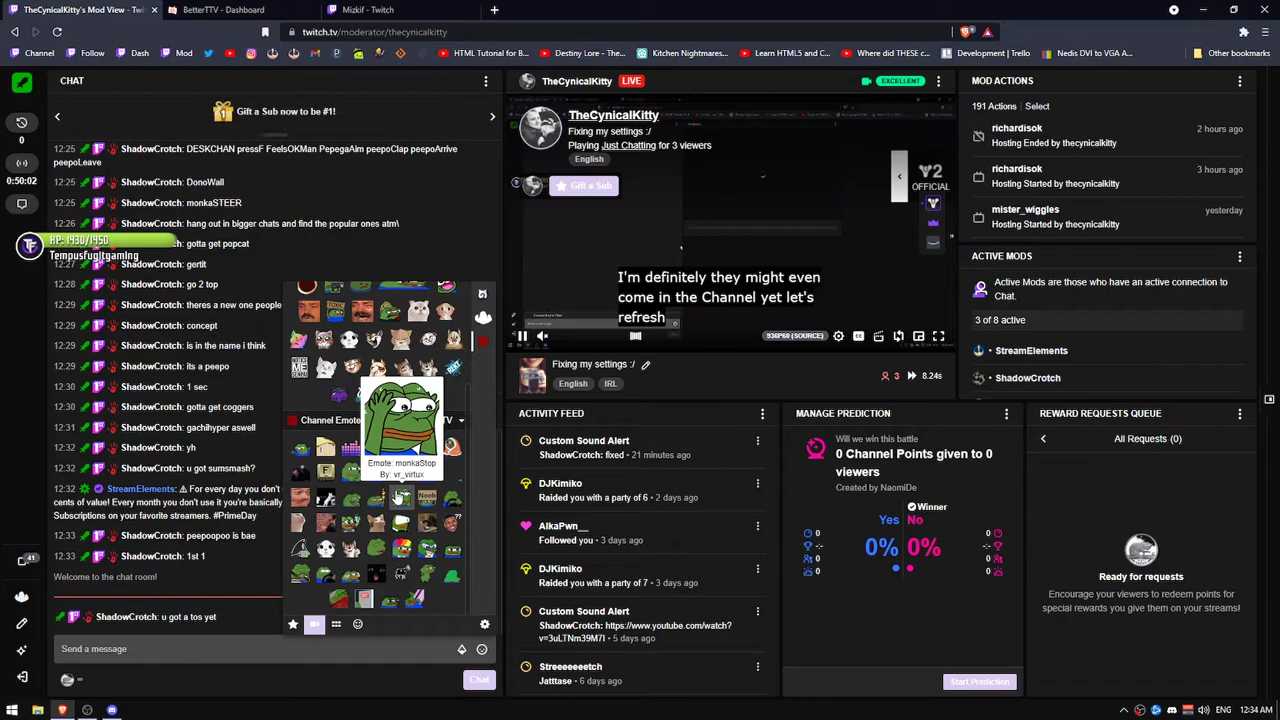 TheCynicalKitty's Mod View - Twitch
BetterTTV
Mizkif - Twitch
twitch.tv/moderator/thecynicalkitty
Channel
Follow
Dash
Mod
HTML Tutorial for B...
Destiny Lore - The...
Kitchen Nightmares...
Learn HTML5 and C...
Where did THESE c...
Development | Trello
Nedis DVI to VGA A...
Other bookmarks
CHAT
Gift a Sub now to be #1!
12:25 ShadowCrotch: DESKCHAN pressF FeelsOKMan PepegaAim peepoClap peepoArrive
peepoLeave
12:25 ShadowCrotch: DonoWall
12:25 ShadowCrotch: monkaSTEER
12:26 ShadowCrotch: hang out in bigger chats and find the popular ones atm\
HP: 1430/1450
gotta get popcat
Tempusfugitgaming
12:27 ShadowCrotch: gertit
12:28 ShadowCrotch: go 2 top
12:29 ShadowCrotch: theres a new one people
12:29 ShadowCrotch: concept
12:29 ShadowCrotch: is in the name i think
12:29 ShadowCrotch: its a peepo
12:30 ShadowCrotch: 1 sec
12:30 ShadowCrotch: gotta get coggers
12:31 ShadowCrotch: gachihyper aswell
12:32 ShadowCrotch: yh
12:32 ShadowCrotch: u got sumsmash?
12:32 StreamElements: ⚠ For every day you don't
cents of value! Every month you don't use it you're basically
Subscriptions on your favorite streamers. #PrimeDay
12:33 ShadowCrotch: peepoopoo is bae
12:33 ShadowCrotch: 1st 1
Welcome to the chat room!
ShadowCrotch: u got a tos yet
Send a message
∞
Chat
0
0:50:02
41
Channel Emote
TV
Emote: monkaStop
By: vr_virtux
Noob
TheCynicalKitty LIVE
EXCELLENT
TheCynicalKitty
Fixing my settings :/
Playing Just Chatting for 3 viewers
English
Gift a Sub
V2
OFFICIAL
I'm definitely they might even
come in the Channel yet let's
refresh
936P60 (SOURCE)
Fixing my settings :/
English IRL
3 8.24s
ACTIVITY FEED
Custom Sound Alert
ShadowCrotch: fixed • 21 minutes ago
DJKimiko
Raided you with a party of 6 • 2 days ago
AlkaPwn__
Followed you • 3 days ago
DJKimiko
Raided you with a party of 7 • 3 days ago
Custom Sound Alert
ShadowCrotch: https://www.youtube.com/watch?
v=3uLTNm39M7I • 5 days ago
Streeeeeeetch
Jatttase • 6 days ago
MANAGE PREDICTION
Will we win this battle
0 Channel Points given to 0
viewers
Created by NaomiDe
Winner
Yes No
0% 0%
Start Prediction
MOD ACTIONS
191 Actions Select
richardisok 2 hours ago
Hosting Ended by thecynicalkitty
richardisok 3 hours ago
Hosting Started by thecynicalkitty
mister_wiggles yesterday
Hosting Started by thecynicalkitty
ACTIVE MODS
Active Mods are those who have an active connection to
Chat.
3 of 8 active
StreamElements
ShadowCrotch
REWARD REQUESTS QUEUE
All Requests (0)
Ready for requests
Encourage your viewers to redeem points for
special rewards you give them on your streams!
ENG 12:34 AM